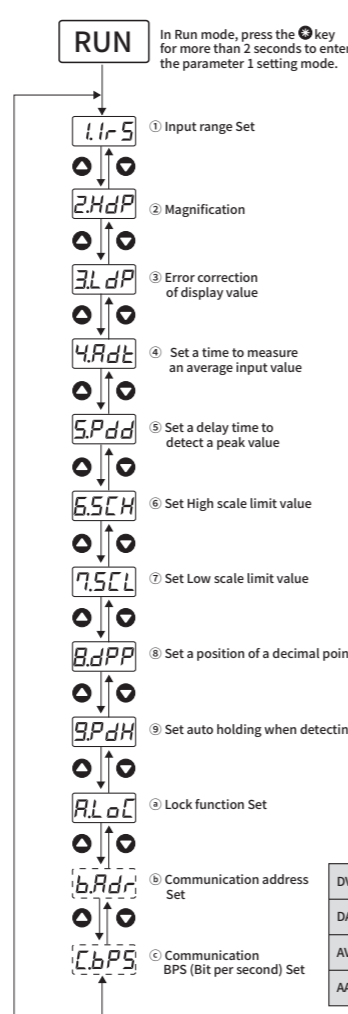 RUN
In Run mode, press the key
for more than 2 seconds to enter
the parameter 1 setting mode.
1.IrS
① Input range Set
2.HdP
② Magnification
3.LdP
③ Error correction
of display value
4.Adt
④ Set a time to measure
an average input value
5.Pdd
⑤ Set a delay time to
detect a peak value
6.SCH
⑥ Set High scale limit value
7.SCL
⑦ Set Low scale limit value
8.dPP
⑧ Set a position of a decimal poin
9.PdH
⑨ Set auto holding when detectin
A.LoC
ⓐ Lock function Set
b.Adr
ⓑ Communication address
Set
C.bPS
ⓒ Communication
BPS (Bit per second) Set